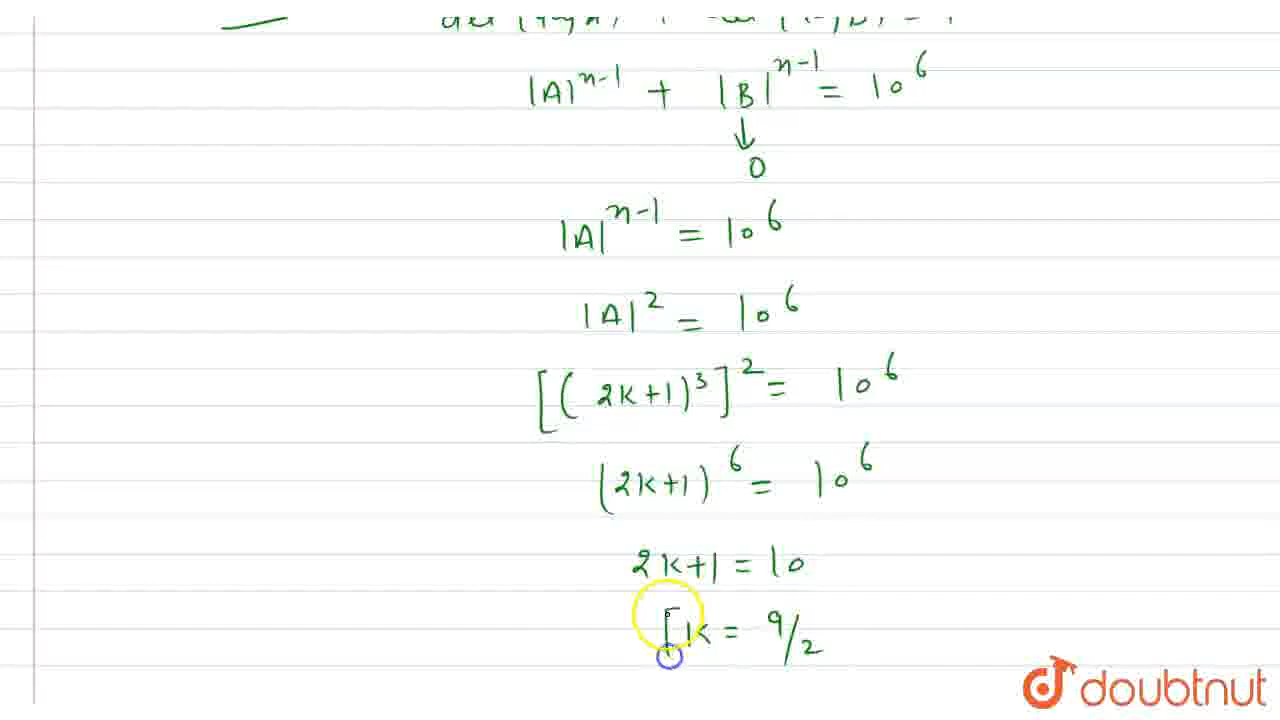 |A|^{n-1} + |B|^{n-1} = 10^6
↓
0
|A|^{n-1} = 10^6
|A|^2 = 10^6
[(2K+1)^3]^2 = 10^6
(2K+1)^6 = 10^6
2K+1 = 10
[K = 9/2
doubtnut